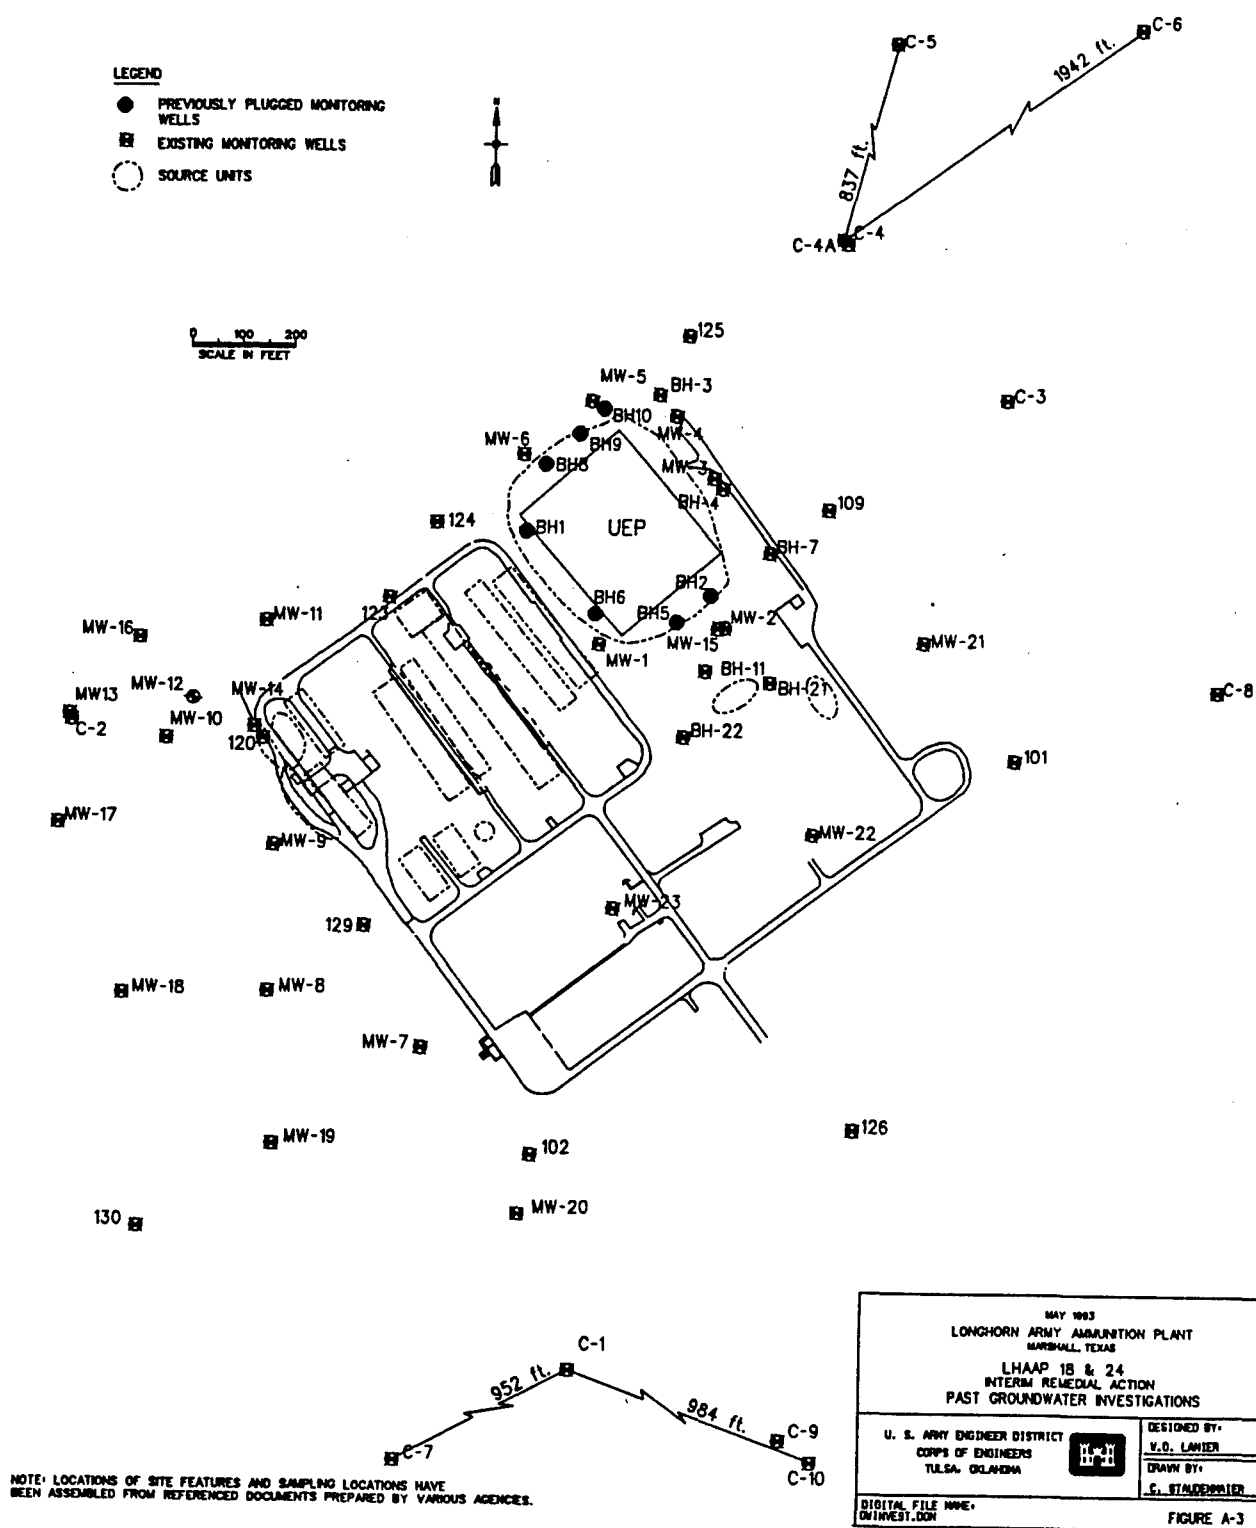 C-6
C-5
1942 ft.
LEGEND
PREVIOUSLY PLUGGED MONITORING
WELLS
EXISTING MONITORING WELLS
SOURCE UNITS
N
837 ft.
C-4A
C-4
0 100 200
SCALE IN FEET
125
MW-5
BH-3
C-3
BH10
MW-4
BH9
MW-6
BH8
MW-3
BH-4
109
124
BH1
UEP
BH-7
BH2
123
BH6
BH5
MW-11
MW-16
MW-2
MW-15
MW-1
MW-21
BH-11
BH-21
MW-12
MW-14
MW13
C-2
MW-10
C-8
120
BH-22
101
MW-17
MW-9
MW-22
MW-23
129
MW-18
MW-8
MW-7
126
MW-19
102
130
MW-20
C-1
952 ft.
984 ft.
C-9
C-7
C-10
NOTE: LOCATIONS OF SITE FEATURES AND SAMPLING LOCATIONS HAVE
BEEN ASSEMBLED FROM REFERENCED DOCUMENTS PREPARED BY VARIOUS AGENCIES.
MAY 1993
LONGHORN ARMY AMMUNITION PLANT
MARSHALL, TEXAS
LHAAP 18 & 24
INTERIM REMEDIAL ACTION
PAST GROUNDWATER INVESTIGATIONS
U. S. ARMY ENGINEER DISTRICT
CORPS OF ENGINEERS
TULSA, OKLAHOMA
DESIGNED BY:
V.O. LANIER
DRAWN BY:
C. STAUDENMAIER
DIGITAL FILE NAME:
GWINVEST.DGN
FIGURE A-3